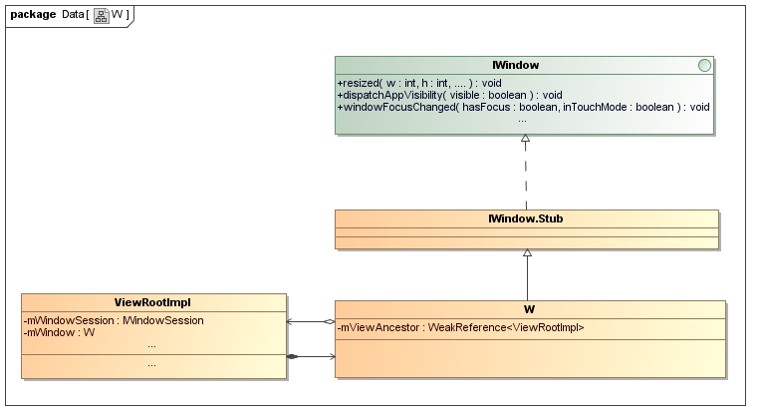 package Data[ W ]
IWindow
+resized( w : int, h : int, .... ) : void
+dispatchAppVisibility( visible : boolean ) : void
+windowFocusChanged( hasFocus : boolean, inTouchMode : boolean ) : void
...
IWindow.Stub
ViewRootImpl
-mWindowSession : IWindowSession
-mWindow : W
...
...
W
-mViewAncestor : WeakReference<ViewRootImpl>